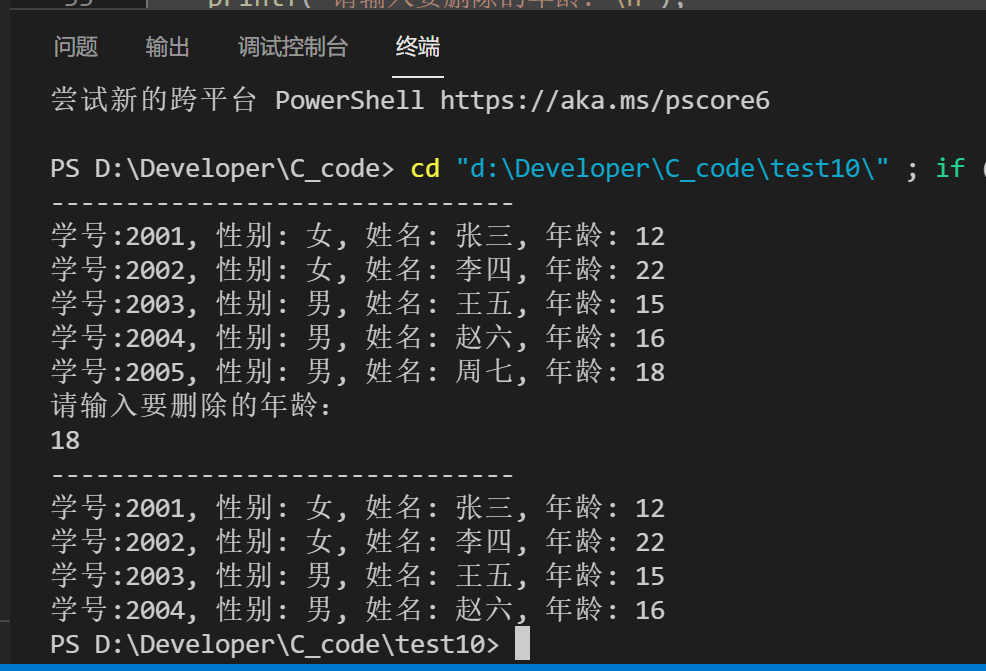 printf("请输入要删除的年龄：\n");
问题 输出 调试控制台 终端
尝试新的跨平台 PowerShell https://aka.ms/pscore6
PS D:\Developer\C_code> cd "d:\Developer\C_code\test10\" ; if (
-------------------------------
学号:2001, 性别: 女, 姓名: 张三, 年龄: 12
学号:2002, 性别: 女, 姓名: 李四, 年龄: 22
学号:2003, 性别: 男, 姓名: 王五, 年龄: 15
学号:2004, 性别: 男, 姓名: 赵六, 年龄: 16
学号:2005, 性别: 男, 姓名: 周七, 年龄: 18
请输入要删除的年龄:
18
-------------------------------
学号:2001, 性别: 女, 姓名: 张三, 年龄: 12
学号:2002, 性别: 女, 姓名: 李四, 年龄: 22
学号:2003, 性别: 男, 姓名: 王五, 年龄: 15
学号:2004, 性别: 男, 姓名: 赵六, 年龄: 16
PS D:\Developer\C_code\test10>